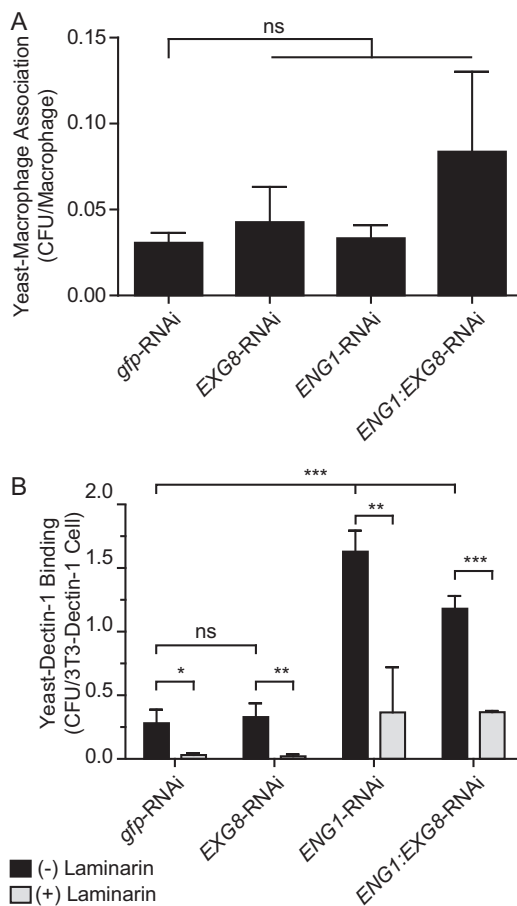 A
ns
Yeast-Macrophage Association
(CFU/Macrophage)
0.15
0.10
0.05
0.00
gfp-RNAi
EXG8-RNAi
ENG1-RNAi
ENG1:EXG8-RNAi
B
***
Yeast-Dectin-1 Binding
(CFU/3T3-Dectin-1 Cell)
2.0
1.5
1.0
0.5
0.0
ns
*
**
**
***
gfp-RNAi
EXG8-RNAi
ENG1-RNAi
ENG1:EXG8-RNAi
(-) Laminarin
(+) Laminarin